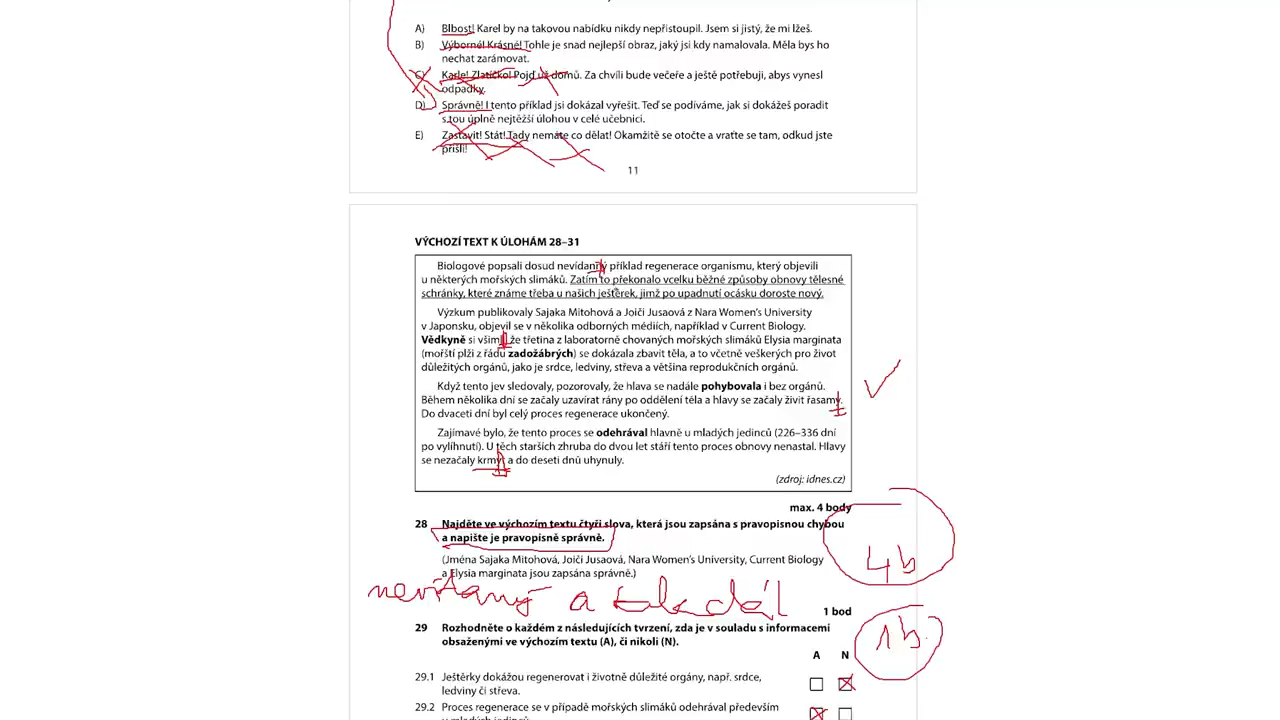 A) Blbost! Karel by na takovou nabídku nikdy nepřistoupil. Jsem si jistý, že mi lžeš.
B) Výborně! Krásné! Tohle je snad nejlepší obraz, jaký jsi kdy namalovala. Měla bys ho
nechat zarámovat.
C) Karle! Zlatíčko! Pojď už domů. Za chvíli bude večeře a ještě potřebuji, abys vynesl
odpadky.
D) Správně! I tento příklad jsi dokázal vyřešit. Teď se podíváme, jak si dokážeš poradit
s tou úplně nejtěžší úlohou v celé učebnici.
E) Zastavit! Stát! Tady nemáte co dělat! Okamžitě se otočte a vraťte se tam, odkud jste
přišli!
11
VÝCHOZÍ TEXT K ÚLOHÁM 28–31
Biologové popsali dosud příklad regenerace organismu, který objevili
u některých mořských slimáků. Zatím to překonalo vcelku běžné způsoby obnovy tělesné
schránky, které známe třeba u našich ještěrek, jimž po upadnutí ocásku doroste nový.
Výzkum publikovaly Sajaka Mitohová a Joiči Jusaová z Nara Women's University
v Japonsku, objevil se v několika odborných médiích, například v Current Biology.
Vědkyně si že třetina z laboratorně chovaných mořských slimáků Elysia marginata
(mořští plži z řádu zadožábrých) se dokázala zbavit těla, a to včetně veškerých pro život
důležitých orgánů, jako je srdce, ledviny, střeva a většina reprodukčních orgánů.
Když tento jev sledovaly, pozorovaly, že hlava se nadále pohybovala i bez orgánů.
Během několika dní se začaly uzavírat rány po oddělení těla a hlavy se začaly živit řasamy.
Do dvaceti dní byl celý proces regenerace ukončený.
Zajímavé bylo, že tento proces se odehrával hlavně u mladých jedinců (226–336 dní
po vylíhnutí). U těch starších zhruba do dvou let stáří tento proces obnovy nenastal. Hlavy
se nezačaly krmyt a do deseti dnů uhynuly.
(zdroj: idnes.cz)
max. 4 body
28 Najděte ve výchozím textu čtyři slova, která jsou zapsána s pravopisnou chybou
a napište je pravopisně správně.
(Jména Sajaka Mitohová, Joiči Jusaová, Nara Women's University, Current Biology
a Elysia marginata jsou zapsána správně.)
4b
nevídaný a tak dál
1 bod
29 Rozhodněte o každém z následujících tvrzení, zda je v souladu s informacemi
obsaženými ve výchozím textu (A), či nikoli (N).
1b.
A N
29.1 Ještěrky dokážou regenerovat i životně důležité orgány, např. srdce,
ledviny či střeva.
29.2 Proces regenerace se v případě mořských slimáků odehrával především
u mladých jedinců.